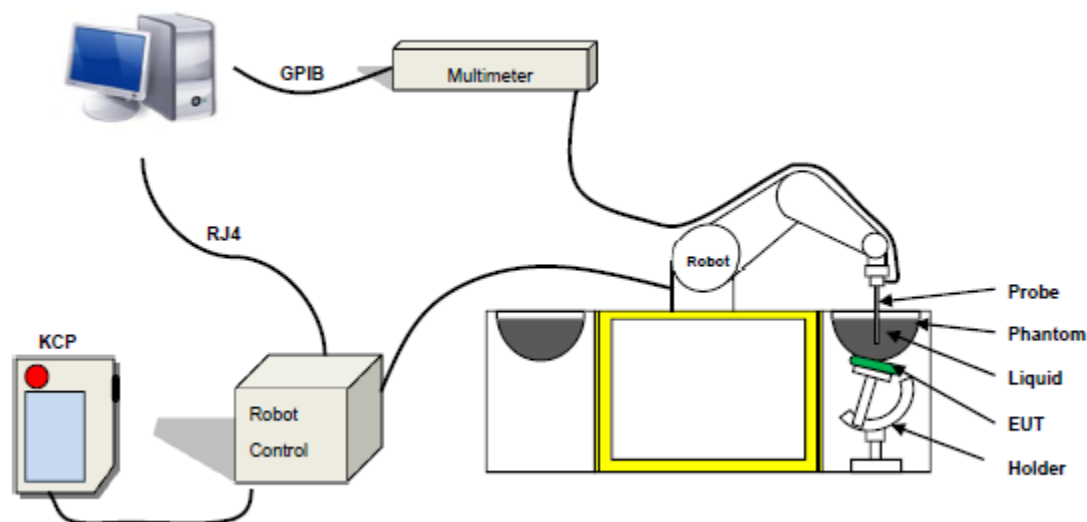 GPIB
Multimeter
RJ4
Robot
KCP
Robot
Control
Probe
Phantom
Liquid
EUT
Holder